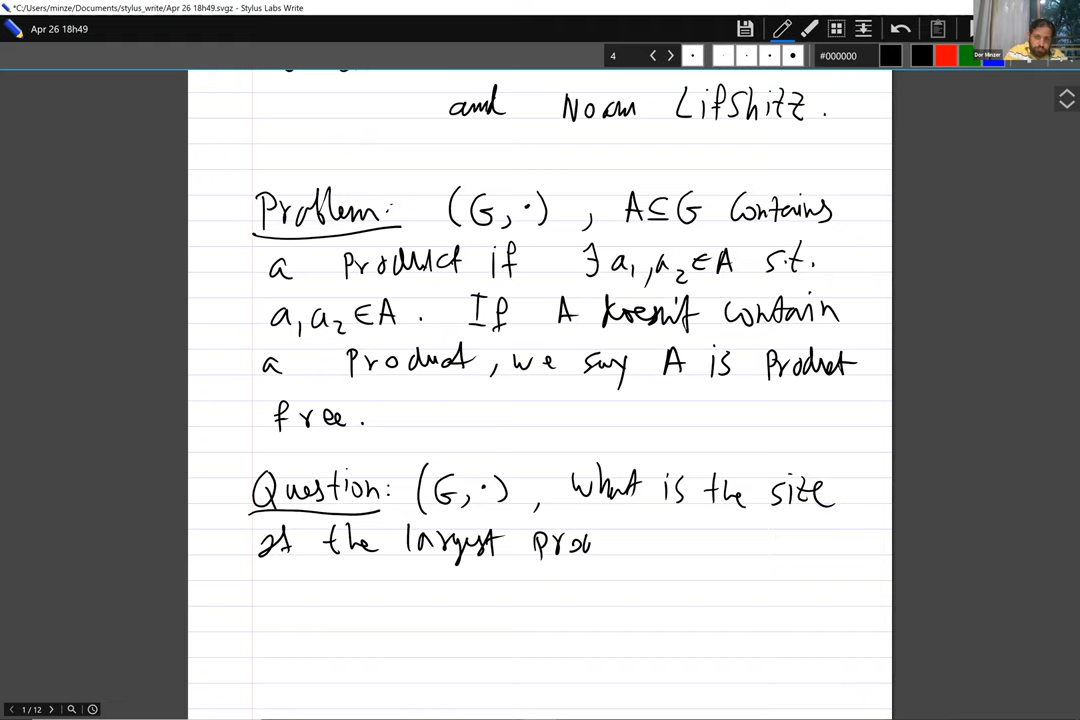 *C:/Users/minze/Documents/stylus_write/Apr 26 18h49.svgz - Stylus Labs Write
Apr 26 18h49
4
#000000
Dor Minzer
and Noam Lifshitz.
Problem: (G, ·) , A⊆G Contains
a product if ∃ a₁,a₂∈A s.t.
a₁a₂∈A. If A doesn't contain
a product, we say A is product
free.
Question: (G, ·) , what is the size
of the largest prod
1/12